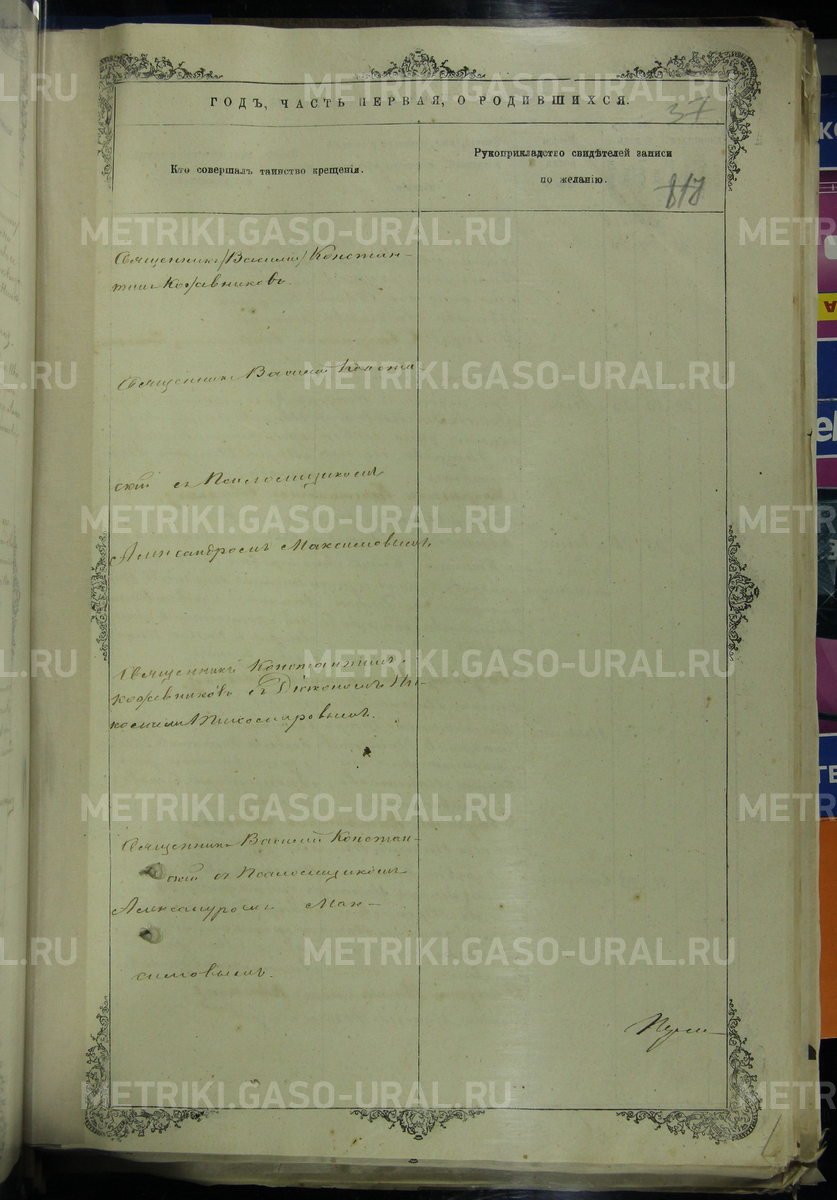 ГОДЪ, ЧАСТЬ ПЕРВАЯ, О РОДИВШИХСЯ.
37
Кто совершалъ таинство крещенія.
Рукоприкладство свидѣтелей записи
по желанію.
METRIKI.GASO-URAL.RU
Священникъ /Василій/ Констан-
тинъ Кожевниковъ.
Священникъ Василій Констан-
скій съ Псаломщикомъ
Александромъ Максимовымъ.
Священникъ Константинъ
Кожевниковъ съ Діакономъ
Тихомировымъ.
Священникъ Василій Констан-
скій съ Псаломщикомъ
Александромъ Мак-
симовымъ.